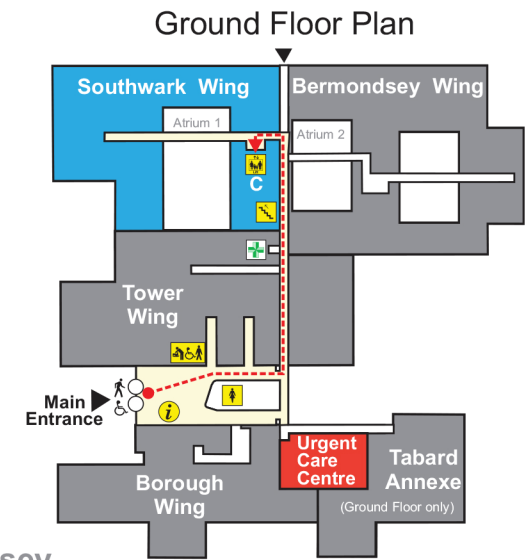 Ground Floor Plan
Southwark Wing
Bermondsey Wing
Atrium 1
Atrium 2
C
Tower
Wing
Main
Entrance
i
Urgent
Care
Centre
Tabard
Annexe
(Ground Floor only)
Borough
Wing